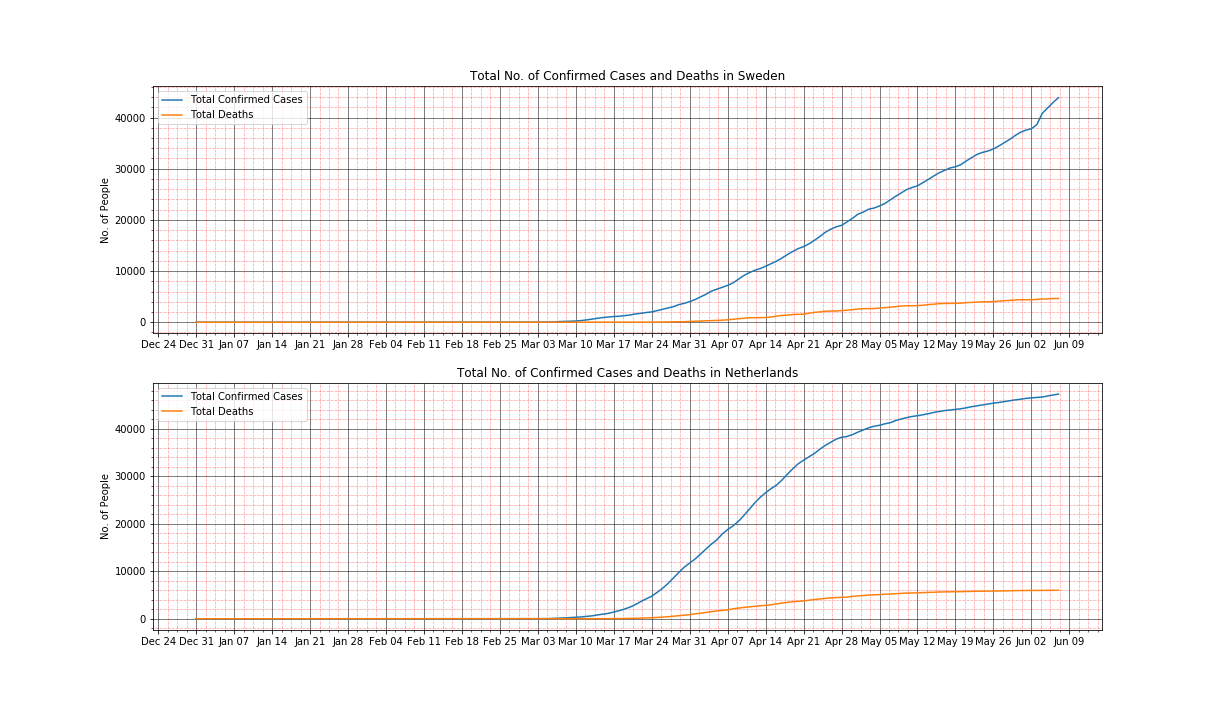 Total No. of Confirmed Cases and Deaths in Sweden
Total Confirmed Cases
Total Deaths
No. of People
40000
30000
20000
10000
0
Dec 24 Dec 31 Jan 07 Jan 14 Jan 21 Jan 28 Feb 04 Feb 11 Feb 18 Feb 25 Mar 03 Mar 10 Mar 17 Mar 24 Mar 31 Apr 07 Apr 14 Apr 21 Apr 28 May 05 May 12 May 19 May 26 Jun 02 Jun 09
Total No. of Confirmed Cases and Deaths in Netherlands
Total Confirmed Cases
Total Deaths
No. of People
40000
30000
20000
10000
0
Dec 24 Dec 31 Jan 07 Jan 14 Jan 21 Jan 28 Feb 04 Feb 11 Feb 18 Feb 25 Mar 03 Mar 10 Mar 17 Mar 24 Mar 31 Apr 07 Apr 14 Apr 21 Apr 28 May 05 May 12 May 19 May 26 Jun 02 Jun 09